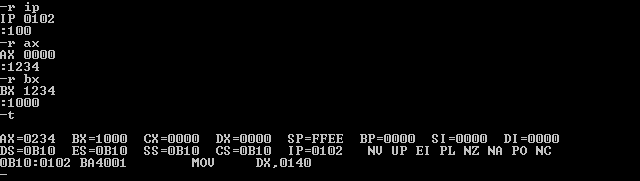 -r ip
IP 0102
:100
-r ax
AX 0000
:1234
-r bx
BX 1234
:1000
-t
AX=0234  BX=1000  CX=0000  DX=0000  SP=FFEE  BP=0000  SI=0000  DI=0000
DS=0B10  ES=0B10  SS=0B10  CS=0B10  IP=0102   NV UP EI PL NZ NA PO NC
0B10:0102 BA4001        MOV     DX,0140
-